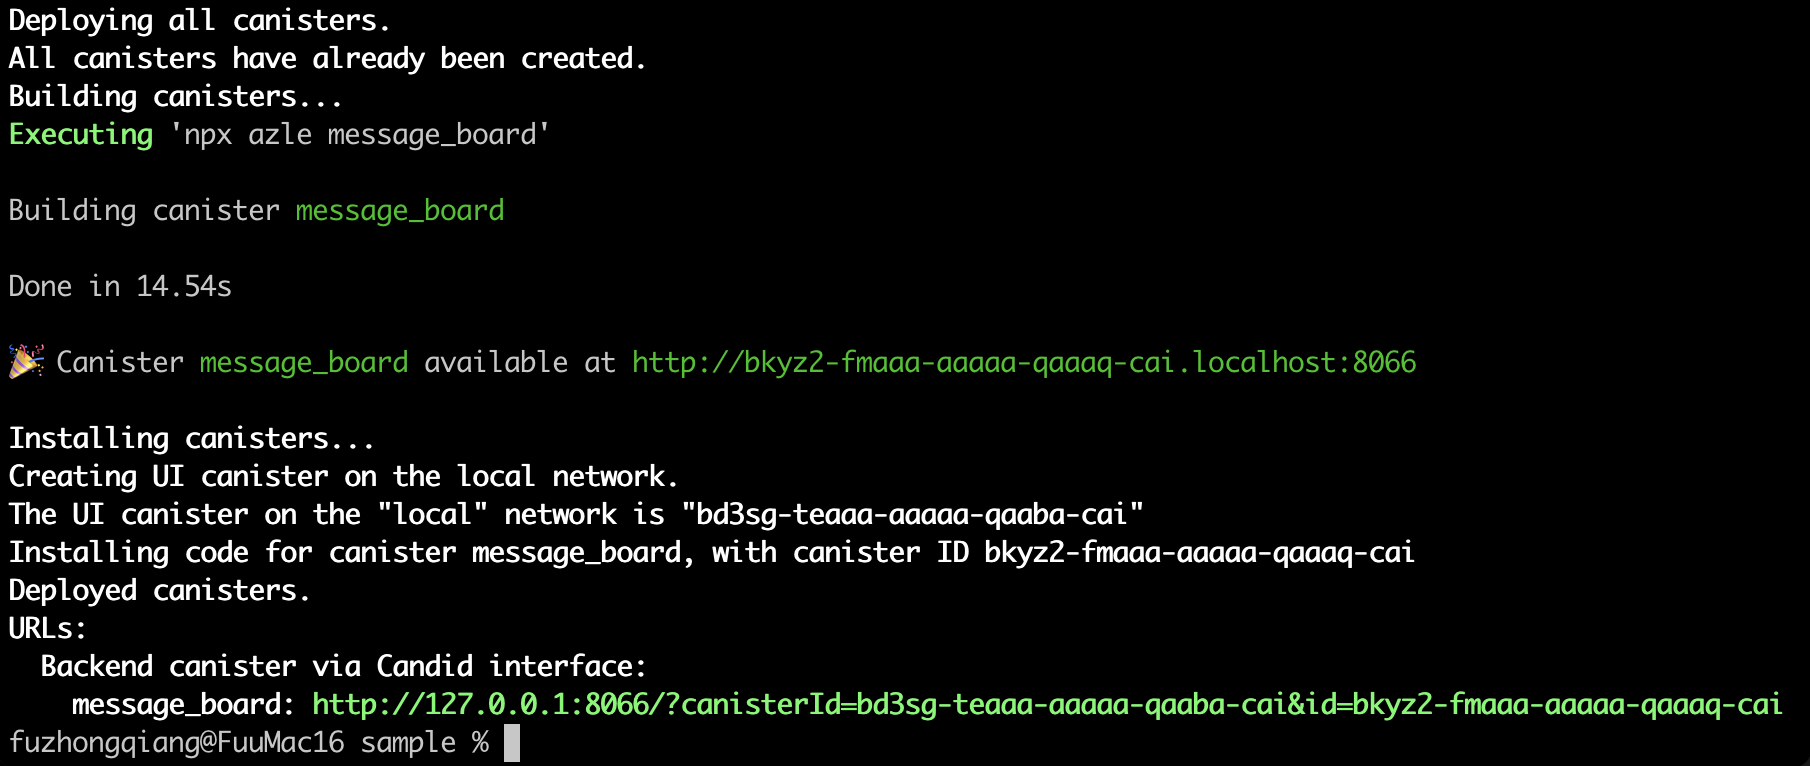 Deploying all canisters.
All canisters have already been created.
Building canisters...
Executing 'npx azle message_board'
Building canister message_board
Done in 14.54s
🎉 Canister message_board available at http://bkyz2-fmaaa-aaaaa-qaaaq-cai.localhost:8066
Installing canisters...
Creating UI canister on the local network.
The UI canister on the "local" network is "bd3sg-teaaa-aaaaa-qaaba-cai"
Installing code for canister message_board, with canister ID bkyz2-fmaaa-aaaaa-qaaaq-cai
Deployed canisters.
URLs:
  Backend canister via Candid interface:
    message_board: http://127.0.0.1:8066/?canisterId=bd3sg-teaaa-aaaaa-qaaba-cai&id=bkyz2-fmaaa-aaaaa-qaaaq-cai
fuzhongqiang@FuuMac16 sample %